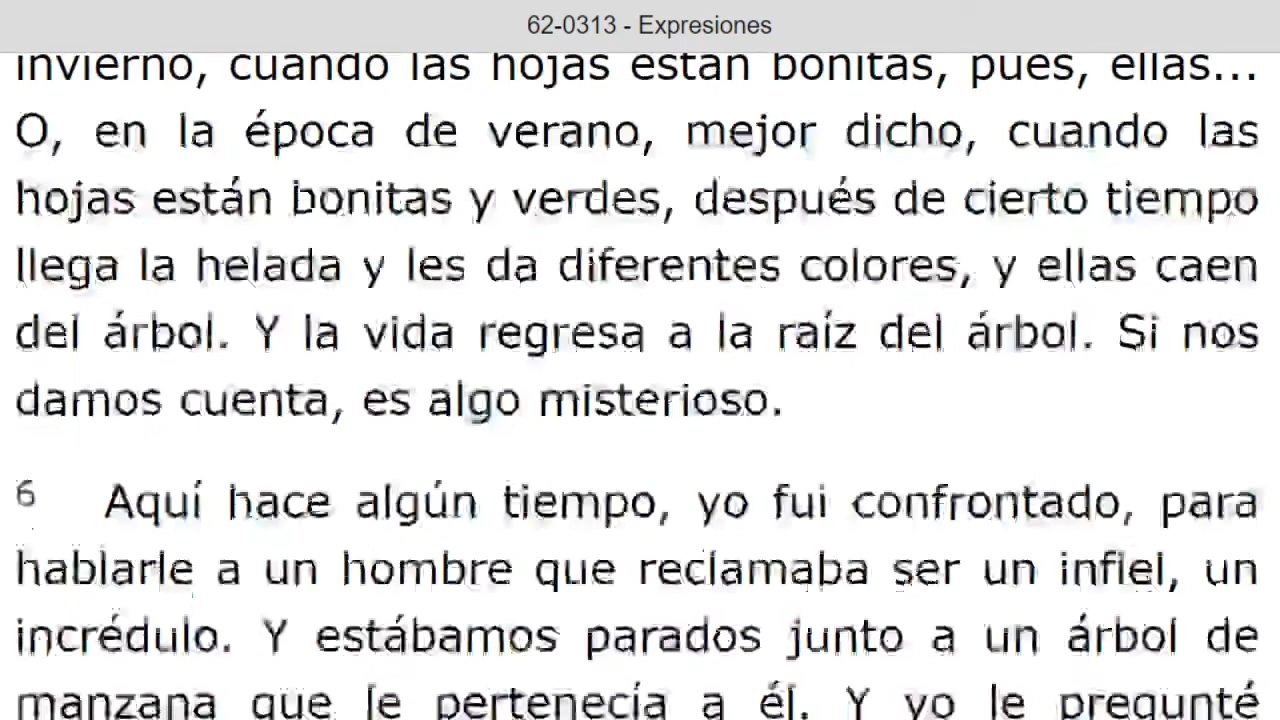 62-0313 - Expresiones
invierno, cuando las hojas están bonitas, pues, ellas...
O, en la época de verano, mejor dicho, cuando las
hojas están bonitas y verdes, después de cierto tiempo
llega la helada y les da diferentes colores, y ellas caen
del árbol. Y la vida regresa a la raíz del árbol. Si nos
damos cuenta, es algo misterioso.
6 Aquí hace algún tiempo, yo fui confrontado, para
hablarle a un hombre que reclamaba ser un infiel, un
incrédulo. Y estábamos parados junto a un árbol de
manzana que le pertenecía a él. Y yo le pregunté